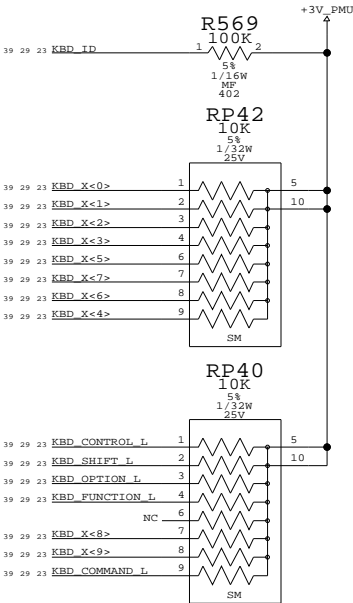 +3V_PMU
R569
100K
39 29 23 KBD_ID 1 2
5%
1/16W
MF
402
RP42
10K
5%
1/32W
25V
39 29 23 KBD_X<0> 1 5
39 29 23 KBD_X<1> 2 10
39 29 23 KBD_X<2> 3
39 29 23 KBD_X<3> 4
39 29 23 KBD_X<5> 6
39 29 23 KBD_X<7> 7
39 29 23 KBD_X<6> 8
39 29 23 KBD_X<4> 9
SM
RP40
10K
5%
1/32W
25V
39 29 23 KBD_CONTROL_L 1 5
39 29 23 KBD_SHIFT_L 2 10
39 29 23 KBD_OPTION_L 3
39 29 23 KBD_FUNCTION_L 4
NC 6
39 29 23 KBD_X<8> 7
39 29 23 KBD_X<9> 8
39 29 23 KBD_COMMAND_L 9
SM